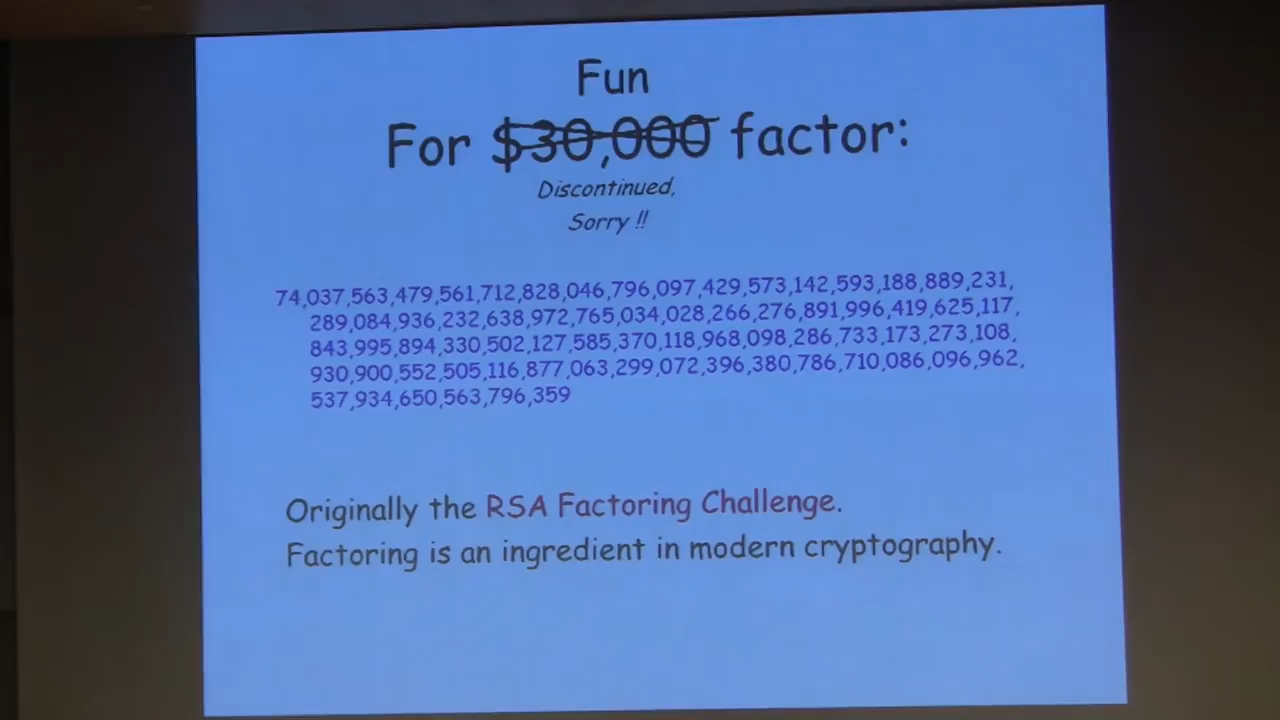 Fun
For $30,000 factor:
Discontinued,
Sorry !!
74,037,563,479,561,712,828,046,796,097,429,573,142,593,188,889,231,
289,084,936,232,638,972,765,034,028,266,276,891,996,419,625,117,
843,995,894,330,502,127,585,370,118,968,098,286,733,173,273,108,
930,900,552,505,116,877,063,299,072,396,380,786,710,086,096,962,
537,934,650,563,796,359
Originally the RSA Factoring Challenge.
Factoring is an ingredient in modern cryptography.